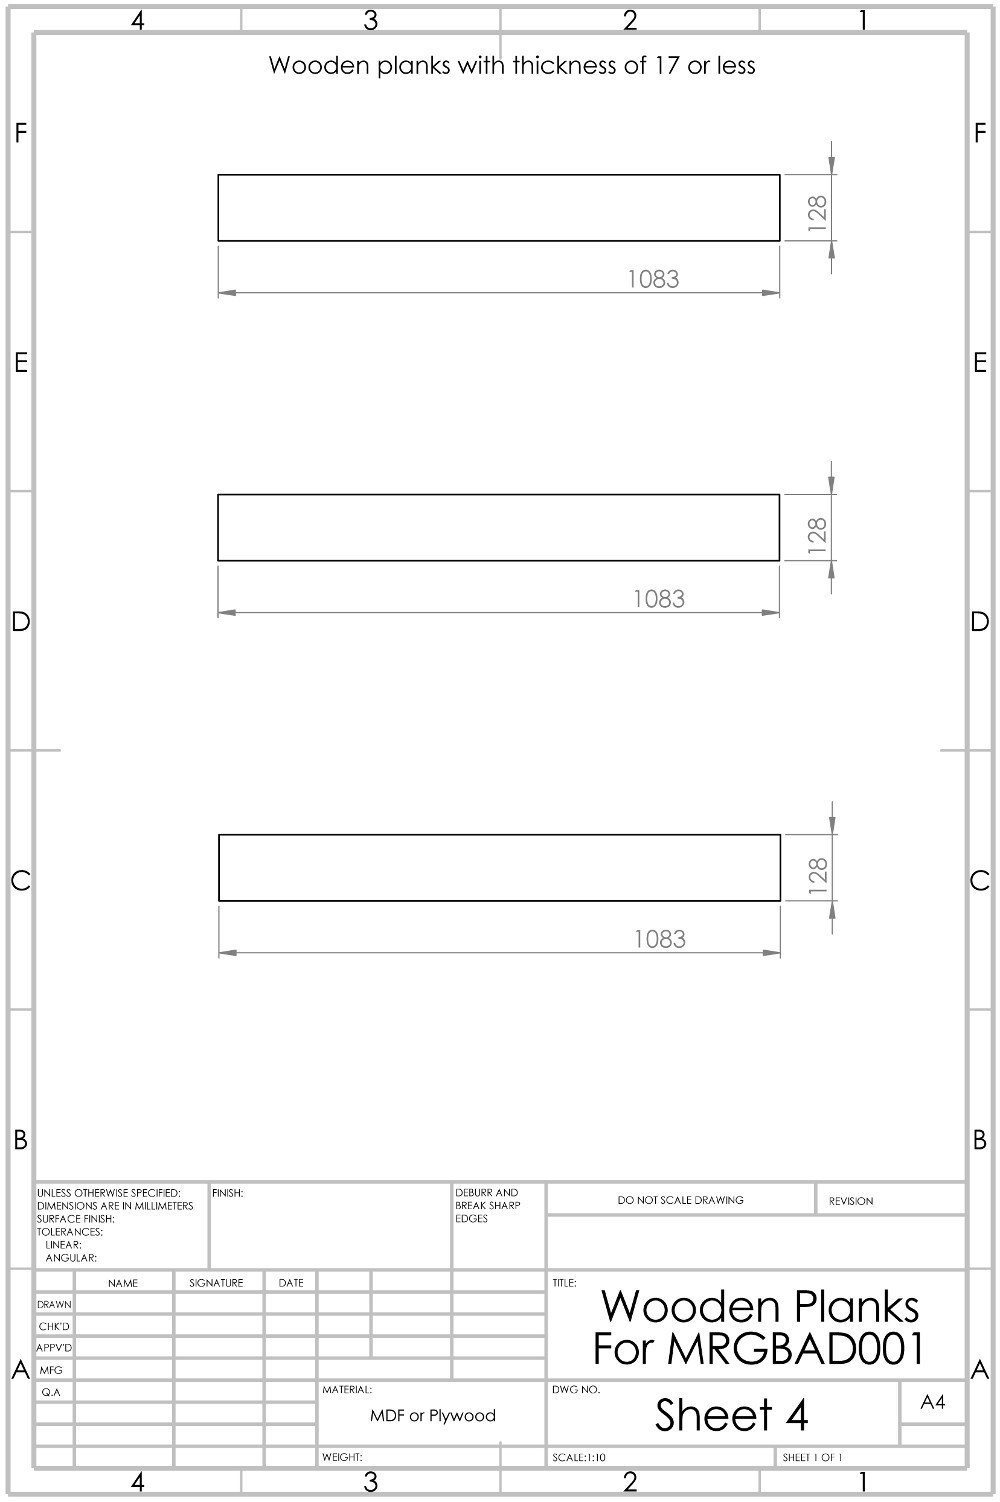 4 3 2 1
Wooden planks with thickness of 17 or less
F F
128
1083
E E
128
1083
D D
128
C C
1083
B B
UNLESS OTHERWISE SPECIFIED:
DIMENSIONS ARE IN MILLIMETERS
SURFACE FINISH:
TOLERANCES:
LINEAR:
ANGULAR:
FINISH:
DEBURR AND
BREAK SHARP
EDGES
DO NOT SCALE DRAWING
REVISION
NAME SIGNATURE DATE
DRAWN
CHK'D
APPV'D
MFG
Q.A
TITLE:
Wooden Planks
For MRGBAD001
A A
MATERIAL:
MDF or Plywood
DWG NO.
Sheet 4
A4
WEIGHT:
SCALE:1:10
SHEET 1 OF 1
4 3 2 1